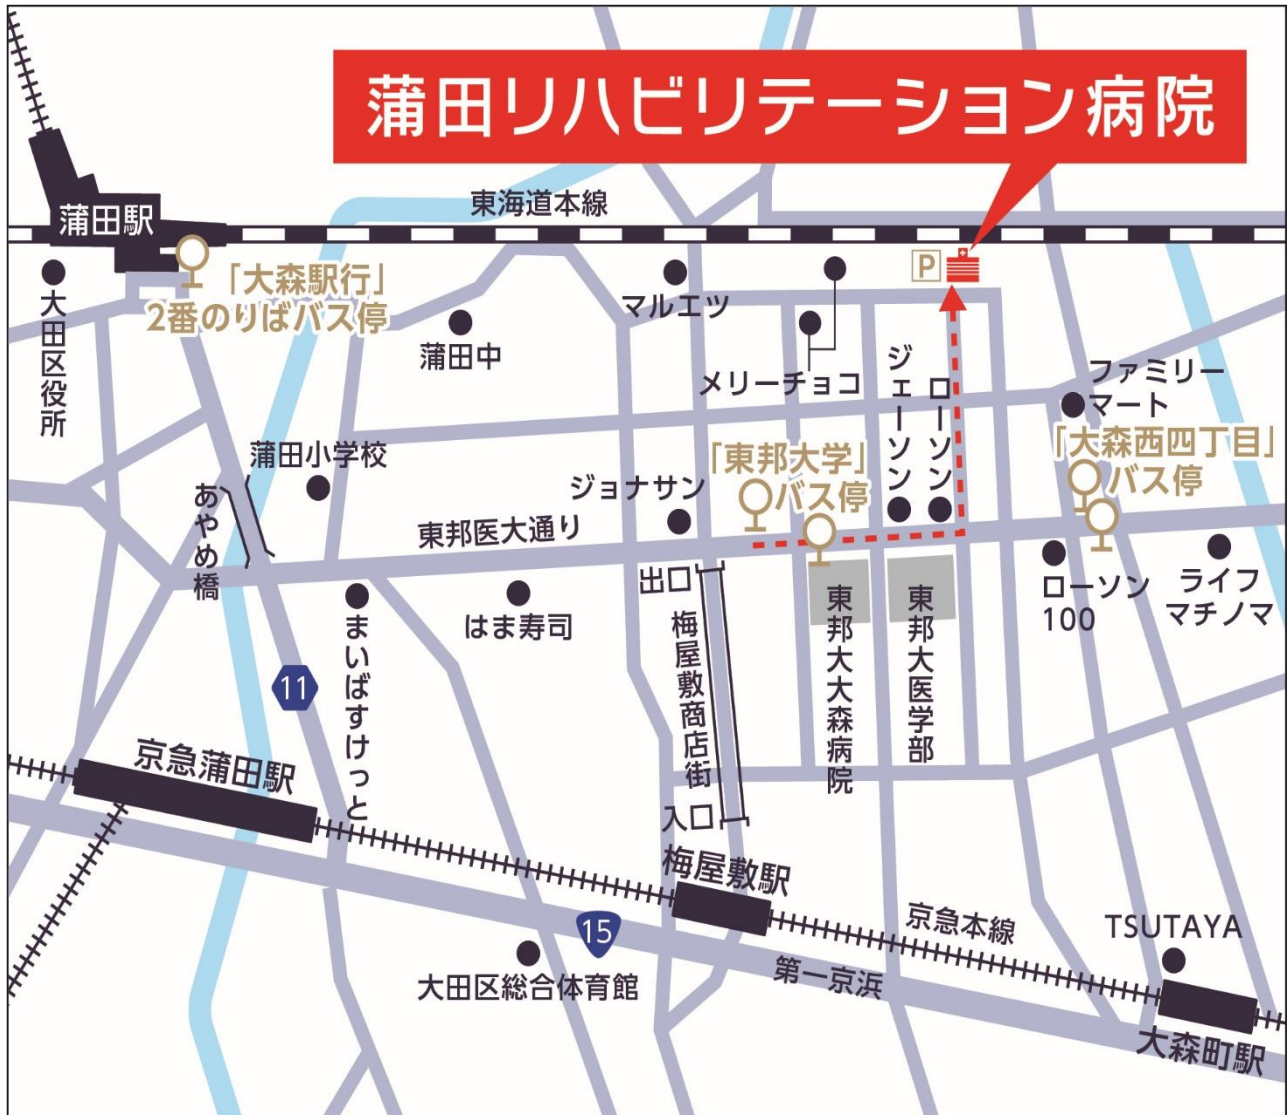 蒲田リハビリテーション病院
東海道本線
蒲田駅
「大森駅行」
2番のりばバス停
大田区役所
マルエツ
蒲田中
メリーチョコ
ジェーソン
ローソン
ファミリー
マート
「大森西四丁目」
バス停
蒲田小学校
「東邦大学」
バス停
ジョナサン
あやめ橋
東邦医大通り
出口
ローソン
100
ライフ
マチノマ
まいばすけっと
はま寿司
梅屋敷商店街
東邦大大森病院
東邦大医学部
11
京急蒲田駅
入口
梅屋敷駅
15
京急本線
TSUTAYA
大田区総合体育館
第一京浜
大森町駅
P